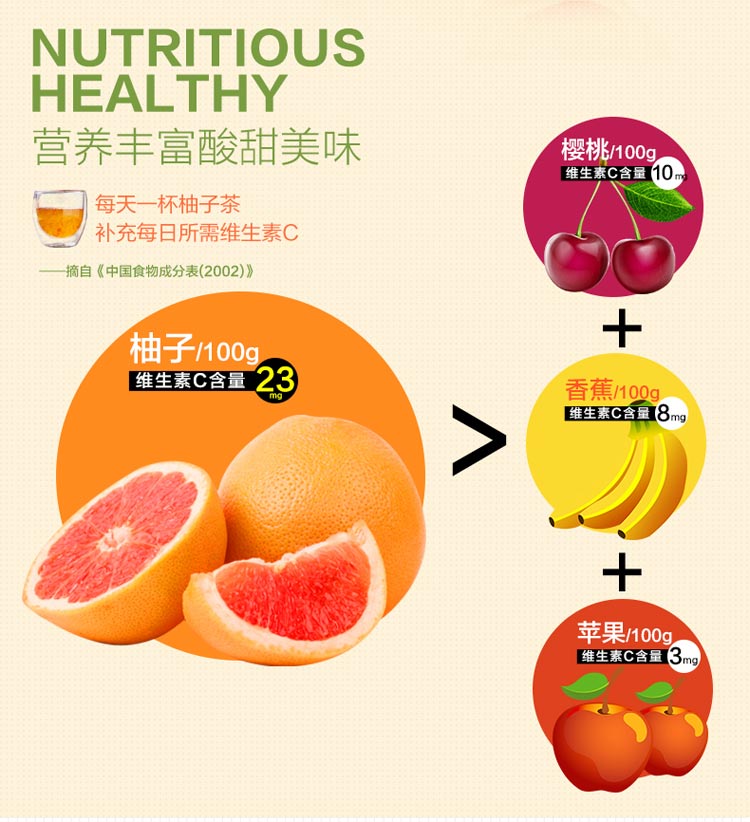 NUTRITIOUS
HEALTHY
营养丰富酸甜美味
每天一杯柚子茶
补充每日所需维生素C
——摘自《中国食物成分表(2002)》
柚子/100g
维生素C含量 23mg
>
樱桃/100g
维生素C含量 10mg
+
香蕉/100g
维生素C含量 8mg
+
苹果/100g
维生素C含量 3mg